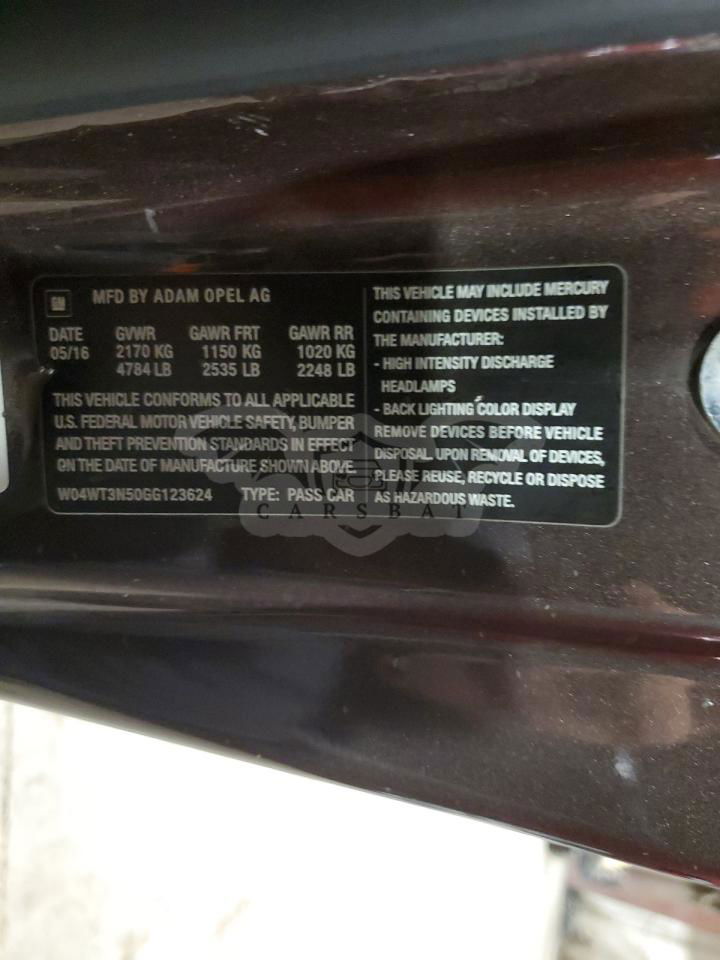 GM
MFD BY ADAM OPEL AG
DATE GVWR GAWR FRT GAWR RR
05/16 2170 KG 1150 KG 1020 KG
4784 LB 2535 LB 2248 LB
THIS VEHICLE CONFORMS TO ALL APPLICABLE
U.S. FEDERAL MOTOR VEHICLE SAFETY, BUMPER
AND THEFT PREVENTION STANDARDS IN EFFECT
ON THE DATE OF MANUFACTURE SHOWN ABOVE.
W04WT3N50GG123624 TYPE: PASS CAR
THIS VEHICLE MAY INCLUDE MERCURY
CONTAINING DEVICES INSTALLED BY
THE MANUFACTURER:
- HIGH INTENSITY DISCHARGE
HEADLAMPS
- BACK LIGHTING COLOR DISPLAY
REMOVE DEVICES BEFORE VEHICLE
DISPOSAL. UPON REMOVAL OF DEVICES,
PLEASE REUSE, RECYCLE OR DISPOSE
AS HAZARDOUS WASTE.
CARSBAT